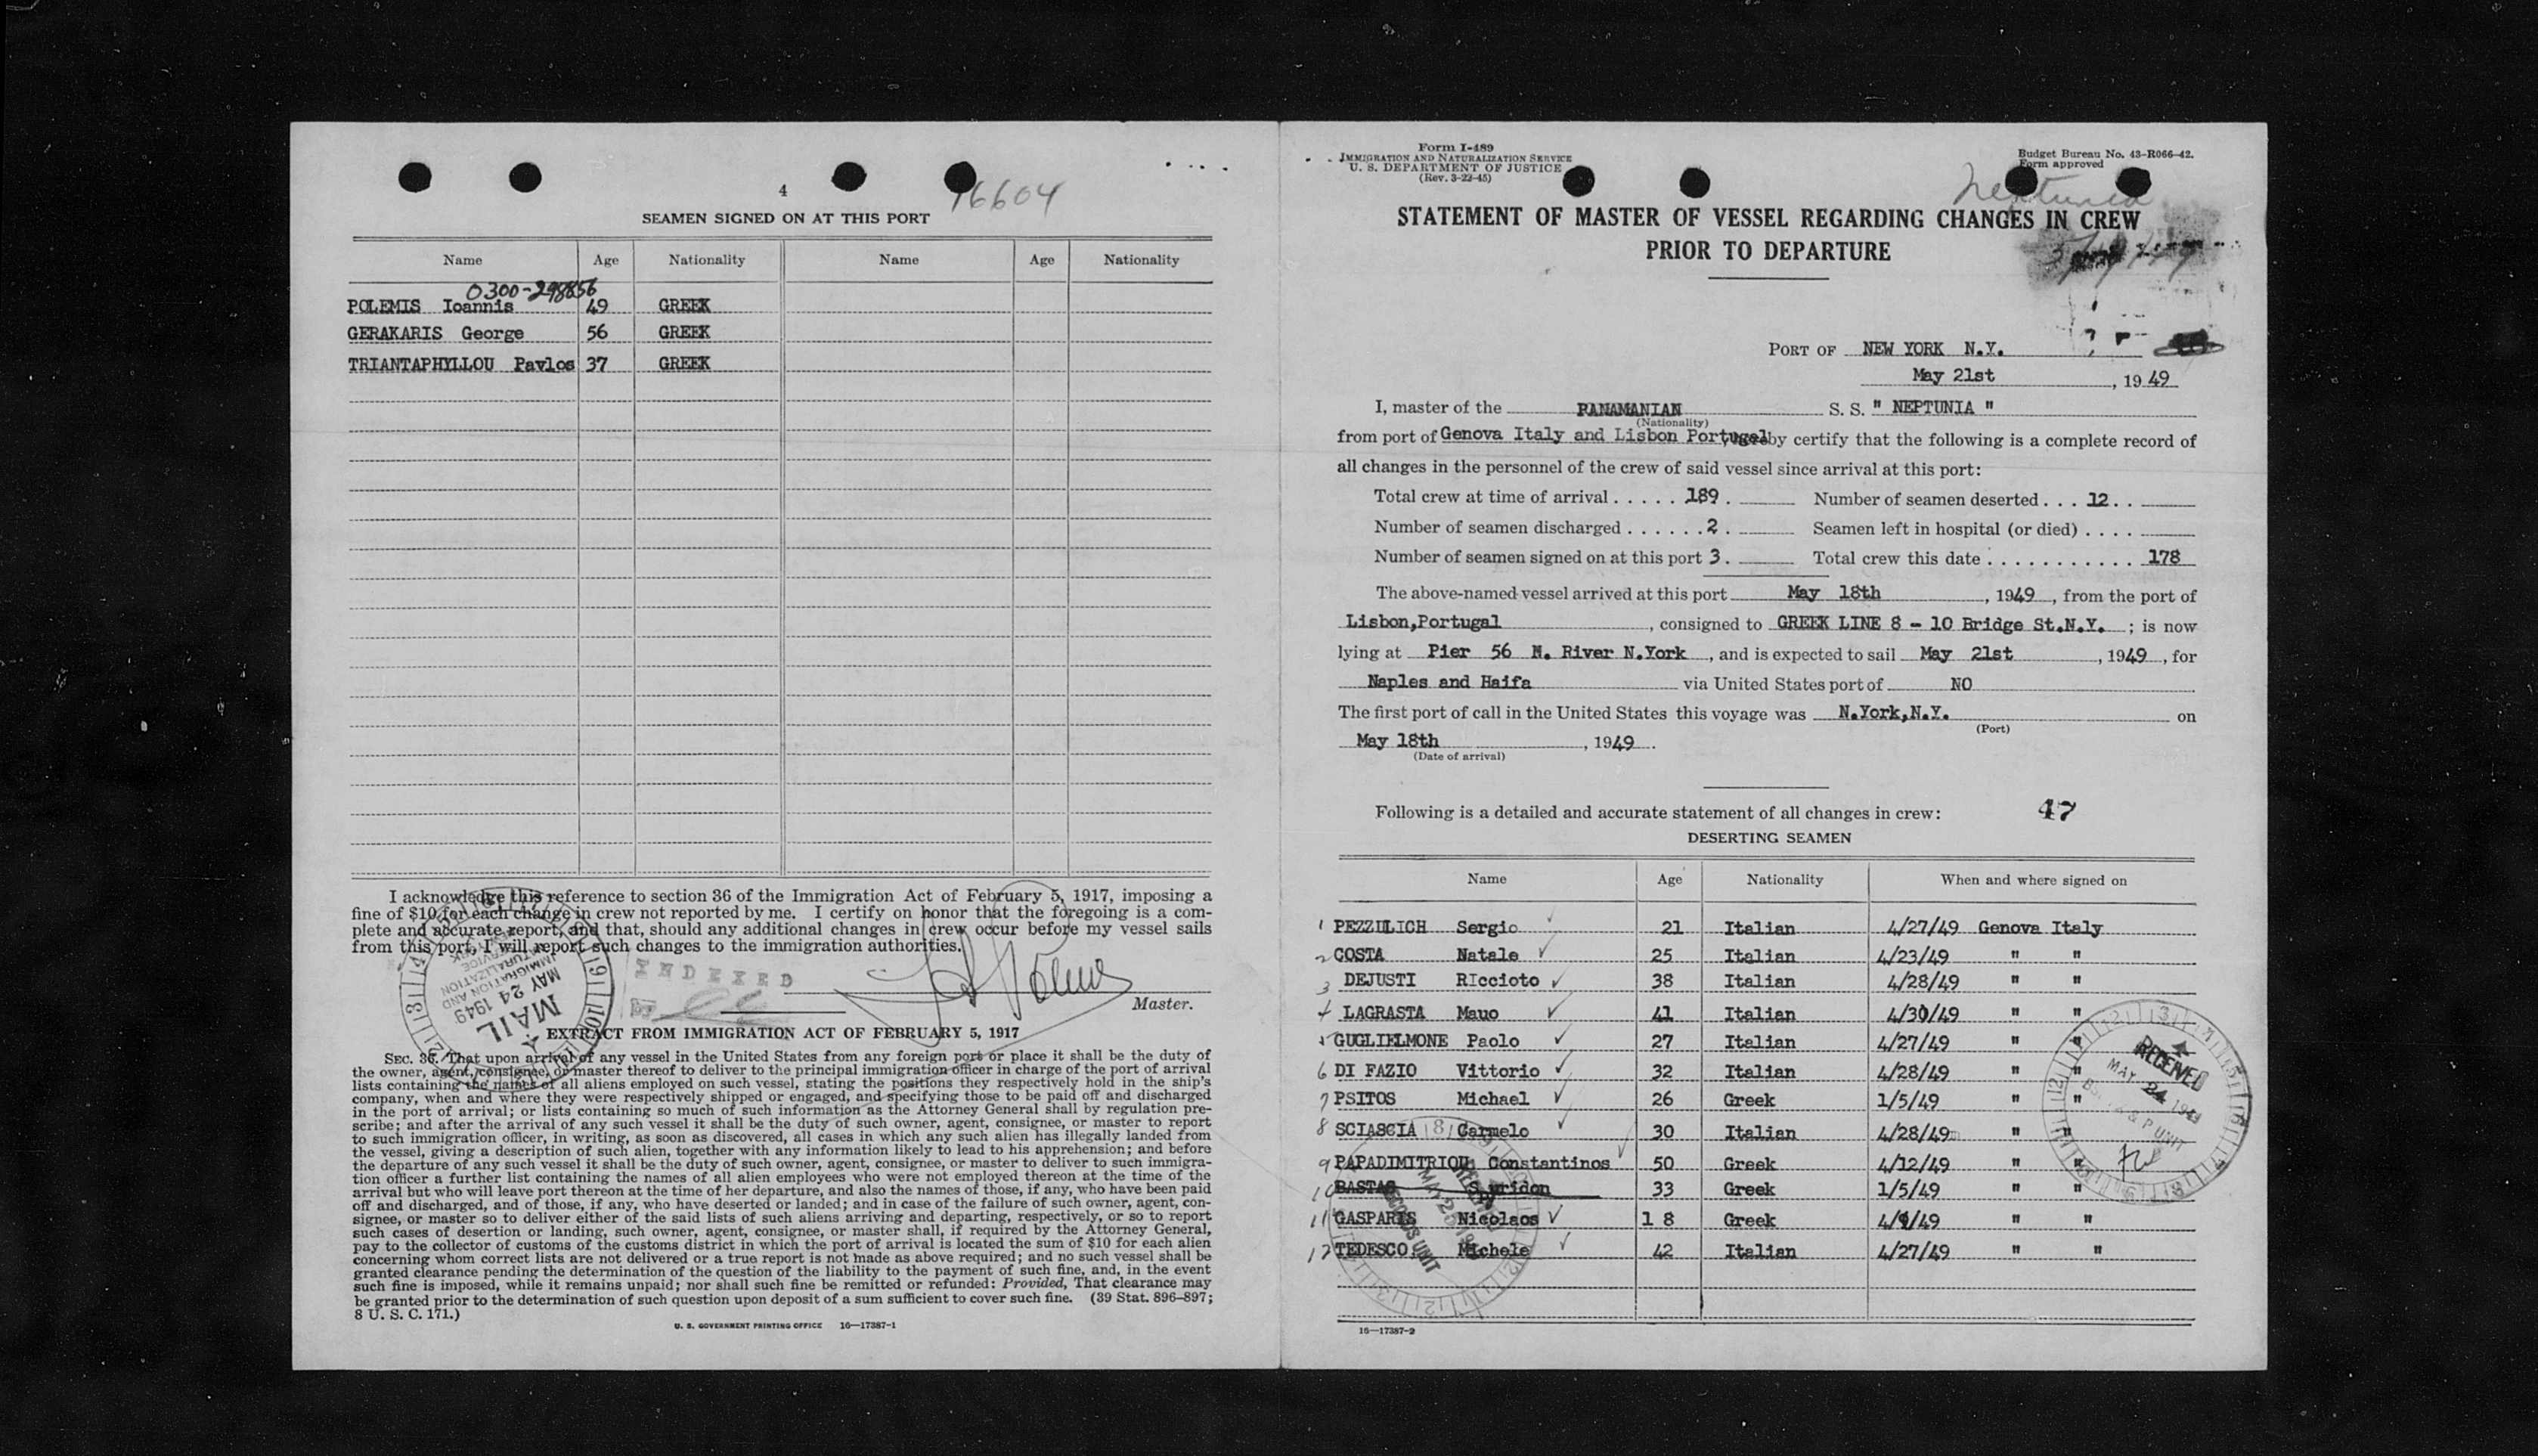 4
16604
SEAMEN SIGNED ON AT THIS PORT
Name Age Nationality Name Age Nationality
0300-298856
POLEMIS Ioannis 49 GREEK
GERAKARIS George 56 GREEK
TRIANTAPHYLLOU Pavlos 37 GREEK
I acknowledge this reference to section 36 of the Immigration Act of February 5, 1917, imposing a
fine of $10 for each change in crew not reported by me. I certify on honor that the foregoing is a com-
plete and accurate report, and that, should any additional changes in crew occur before my vessel sails
from this port, I will report such changes to the immigration authorities.
INDEXED
BY
Master.
MAIL
MAY 24 1949
IMMIGRATION AND
NATURALIZATION
SERVICE
EXTRACT FROM IMMIGRATION ACT OF FEBRUARY 5, 1917
SEC. 36. That upon arrival of any vessel in the United States from any foreign port or place it shall be the duty of
the owner, agent, consignee, or master thereof to deliver to the principal immigration officer in charge of the port of arrival
lists containing the names of all aliens employed on such vessel, stating the positions they respectively hold in the ship's
company, when and where they were respectively shipped or engaged, and specifying those to be paid off and discharged
in the port of arrival; or lists containing so much of such information as the Attorney General shall by regulation pre-
scribe; and after the arrival of any such vessel it shall be the duty of such owner, agent, consignee, or master to report
to such immigration officer, in writing, as soon as discovered, all cases in which any such alien has illegally landed from
the vessel, giving a description of such alien, together with any information likely to lead to his apprehension; and before
the departure of any such vessel it shall be the duty of such owner, agent, consignee, or master to deliver to such immigra-
tion officer a further list containing the names of all alien employees who were not employed thereon at the time of the
arrival but who will leave port thereon at the time of her departure, and also the names of those, if any, who have been paid
off and discharged, and of those, if any, who have deserted or landed; and in case of the failure of such owner, agent, con-
signee, or master so to deliver either of the said lists of such aliens arriving and departing, respectively, or so to report
such cases of desertion or landing, such owner, agent, consignee, or master shall, if required by the Attorney General,
pay to the collector of customs of the customs district in which the port of arrival is located the sum of $10 for each alien
concerning whom correct lists are not delivered or a true report is not made as above required; and no such vessel shall be
granted clearance pending the determination of the question of the liability to the payment of such fine, and, in the event
such fine is imposed, while it remains unpaid; nor shall such fine be remitted or refunded: Provided, That clearance may
be granted prior to the determination of such question upon deposit of a sum sufficient to cover such fine. (39 Stat. 896–897;
8 U. S. C. 171.)
U. S. GOVERNMENT PRINTING OFFICE 16—17387-1
Form I-489
IMMIGRATION AND NATURALIZATION SERVICE
U. S. DEPARTMENT OF JUSTICE
(Rev. 3-22-45)
Budget Bureau No. 43-R066-42.
Form approved
Neptunia
STATEMENT OF MASTER OF VESSEL REGARDING CHANGES IN CREW
PRIOR TO DEPARTURE
PORT OF NEW YORK N.Y.
May 21st, 1949
I, master of the PANAMANIAN S. S. " NEPTUNIA "
(Nationality)
from port of Genova Italy and Lisbon Portugal hereby certify that the following is a complete record of
all changes in the personnel of the crew of said vessel since arrival at this port:
Total crew at time of arrival . . . . . 189 . Number of seamen deserted . . . 12 . .
Number of seamen discharged . . . . . . 2 . Seamen left in hospital (or died) . . . .
Number of seamen signed on at this port 3 . Total crew this date . . . . . . . . . . . 178
The above-named vessel arrived at this port May 18th, 1949, from the port of
Lisbon,Portugal, consigned to GREEK LINE 8 - 10 Bridge St.N.Y. ; is now
lying at Pier 56 N. River N.York, and is expected to sail May 21st, 1949, for
Naples and Haifa via United States port of NO
The first port of call in the United States this voyage was N.York,N.Y. on
(Port)
May 18th, 1949.
(Date of arrival)
Following is a detailed and accurate statement of all changes in crew: 47
DESERTING SEAMEN
Name Age Nationality When and where signed on
1 PEZZULICH Sergio 21 Italian 4/27/49 Genova Italy
2 COSTA Natale 25 Italian 4/23/49 " "
3 DEJUSTI RIccioto 38 Italian 4/28/49 " "
4 LAGRASTA Mauo 41 Italian 4/30/49 " "
5 GUGLIELMONE Paolo 27 Italian 4/27/49 " "
6 DI FAZIO Vittorio 32 Italian 4/28/49 " "
7 PSITOS Michael 26 Greek 1/5/49 " "
8 SCIASCIA Carmelo 30 Italian 4/28/49 " "
9 PAPADIMITRIOU Constantinos 50 Greek 4/12/49 " "
10 BASTAS Spuridon 33 Greek 1/5/49 " "
11 GASPARIS Nicolaos 18 Greek 4/9/49 " "
12 TEDESCO Michele 42 Italian 4/27/49 " "
RECEIVED
MAY 24 1949
RECEIVED
MAY 25 1949
RECORDS UNIT
16—17387-2